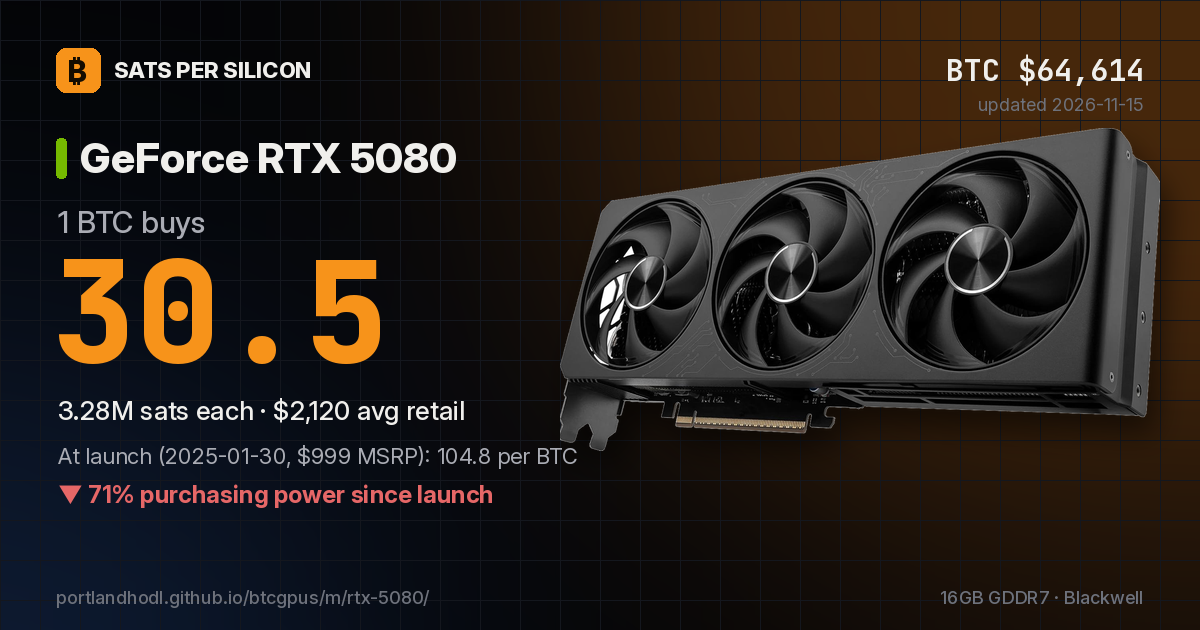 ₿ SATS PER SILICON
BTC $64,614
updated 2026-11-15
GeForce RTX 5080
1 BTC buys
30.5
3.28M sats each · $2,120 avg retail
At launch (2025-01-30, $999 MSRP): 104.8 per BTC
▼ 71% purchasing power since launch
portlandhodl.github.io/btcgpus/m/rtx-5080/
16GB GDDR7 · Blackwell